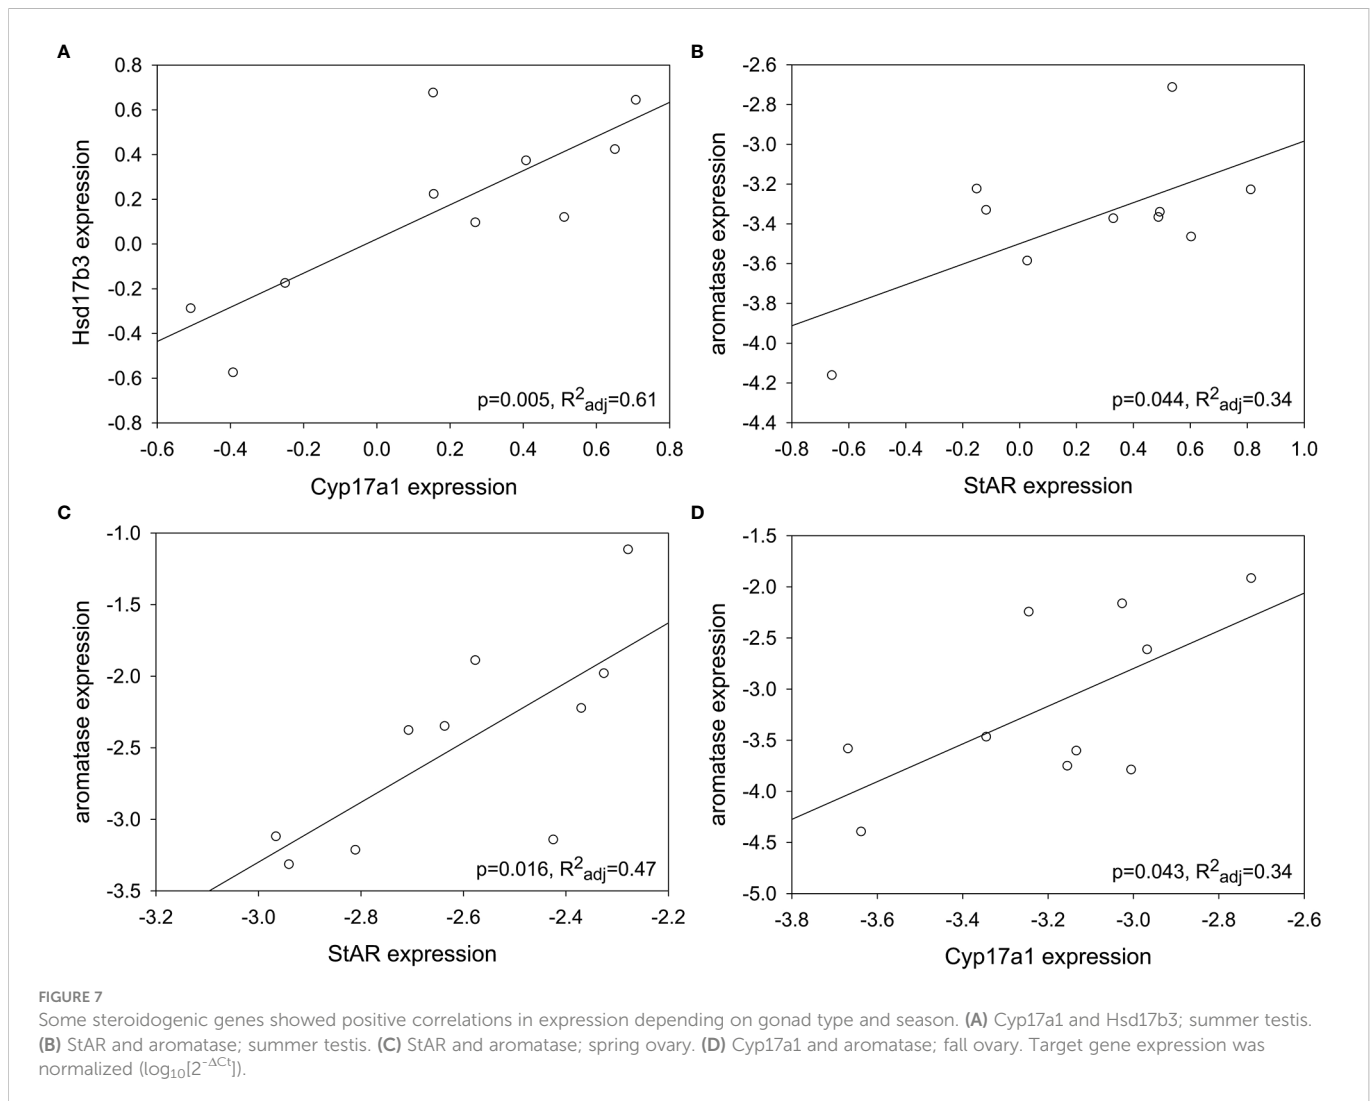 A
0.8
0.6
0.4
0.2
0.0
-0.2
-0.4
-0.6
-0.8
Hsd17b3 expression
p=0.005, R²adj=0.61
-0.6 -0.4 -0.2 0.0 0.2 0.4 0.6 0.8
Cyp17a1 expression
B
-2.6
-2.8
-3.0
-3.2
-3.4
-3.6
-3.8
-4.0
-4.2
-4.4
aromatase expression
p=0.044, R²adj=0.34
-0.8 -0.6 -0.4 -0.2 0.0 0.2 0.4 0.6 0.8 1.0
StAR expression
C
-1.0
-1.5
-2.0
-2.5
-3.0
-3.5
aromatase expression
p=0.016, R²adj=0.47
-3.2 -3.0 -2.8 -2.6 -2.4 -2.2
StAR expression
D
-1.5
-2.0
-2.5
-3.0
-3.5
-4.0
-4.5
-5.0
aromatase expression
p=0.043, R²adj=0.34
-3.8 -3.6 -3.4 -3.2 -3.0 -2.8 -2.6
Cyp17a1 expression
FIGURE 7
Some steroidogenic genes showed positive correlations in expression depending on gonad type and season. (A) Cyp17a1 and Hsd17b3; summer testis.
(B) StAR and aromatase; summer testis. (C) StAR and aromatase; spring ovary. (D) Cyp17a1 and aromatase; fall ovary. Target gene expression was
normalized (log₁₀[2⁻ΔCt]).